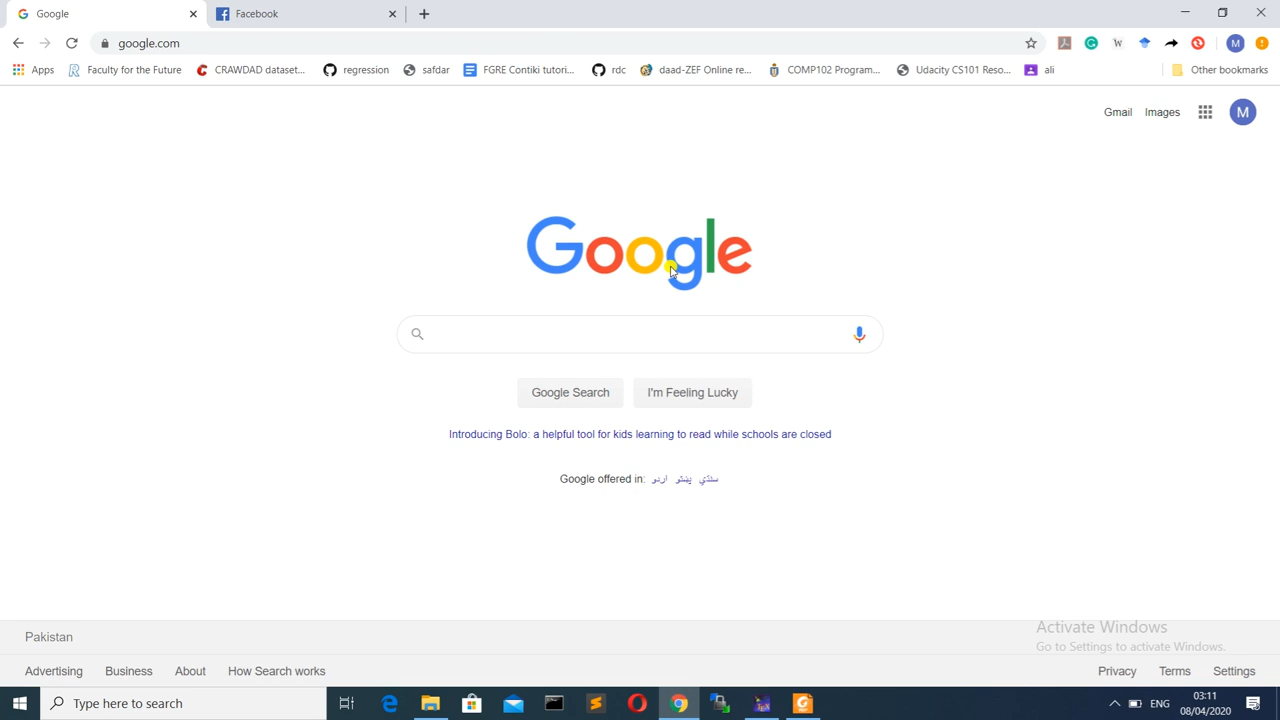 Google
Facebook
google.com
M
Apps
Faculty for the Future
CRAWDAD dataset...
regression
safdar
FGRE Contiki tutori...
rdc
daad-ZEF Online re...
COMP102 Program...
Udacity CS101 Reso...
ali
Other bookmarks
Gmail
Images
M
Google
Google Search
I'm Feeling Lucky
Introducing Bolo: a helpful tool for kids learning to read while schools are closed
Google offered in: اردو پښتو سنڌي
Pakistan
Activate Windows
Go to Settings to activate Windows.
Advertising
Business
About
How Search works
Privacy
Terms
Settings
Type here to search
ENG
03:11
08/04/2020